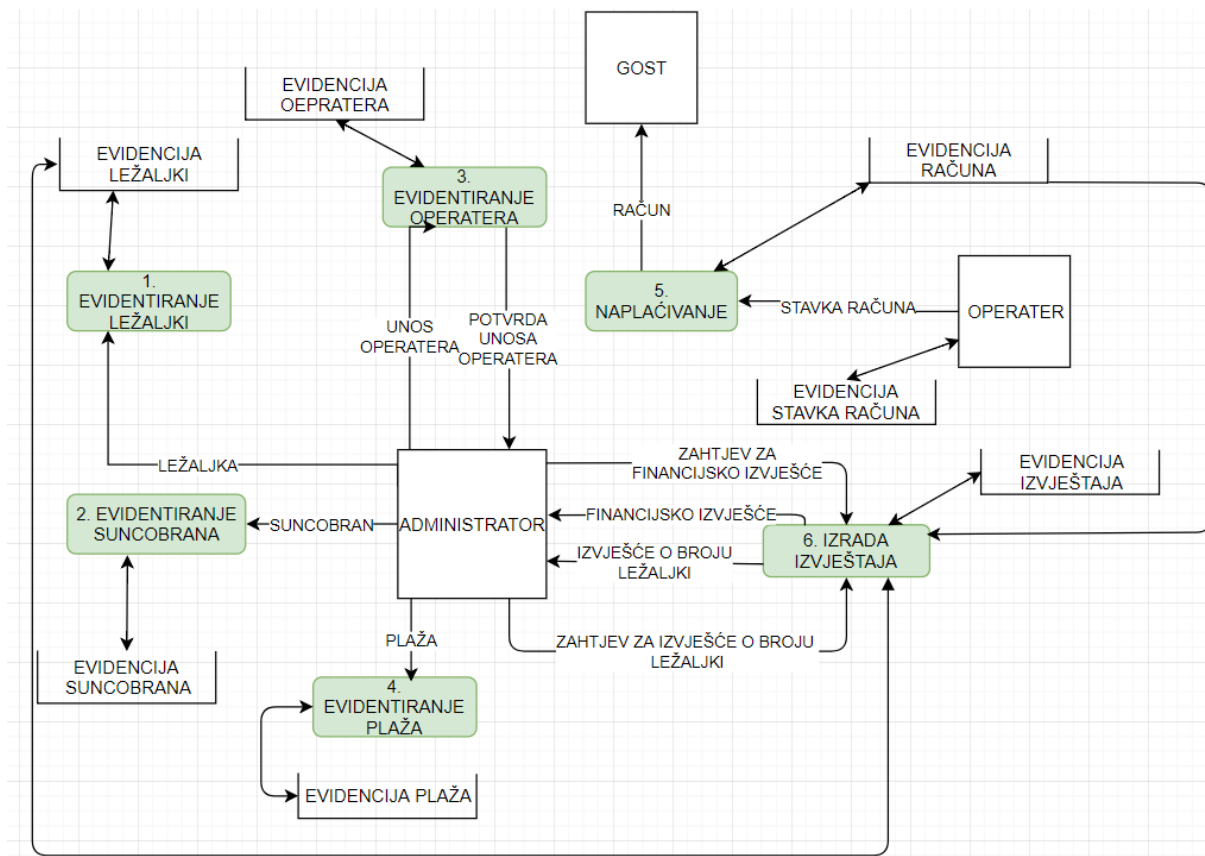 GOST
EVIDENCIJA
OEPRATERA
EVIDENCIJA
LEŽALJKI
EVIDENCIJA
RAČUNA
3.
EVIDENTIRANJE
OPERATERA
RAČUN
1.
EVIDENTIRANJE
LEŽALJKI
5.
NAPLAĆIVANJE
STAVKA RAČUNA
OPERATER
UNOS
OPERATERA
POTVRDA
UNOSA
OPERATERA
EVIDENCIJA
STAVKA RAČUNA
LEŽALJKA
ZAHTJEV ZA
FINANCIJSKO IZVJEŠĆE
EVIDENCIJA
IZVJEŠTAJA
2. EVIDENTIRANJE
SUNCOBRANA
SUNCOBRAN
ADMINISTRATOR
FINANCIJSKO IZVJEŠĆE
6. IZRADA
IZVJEŠTAJA
IZVJEŠĆE O BROJU
LEŽALJKI
PLAŽA
ZAHTJEV ZA IZVJEŠĆE O BROJU
LEŽALJKI
EVIDENCIJA
SUNCOBRANA
4.
EVIDENTIRANJE
PLAŽA
EVIDENCIJA PLAŽA